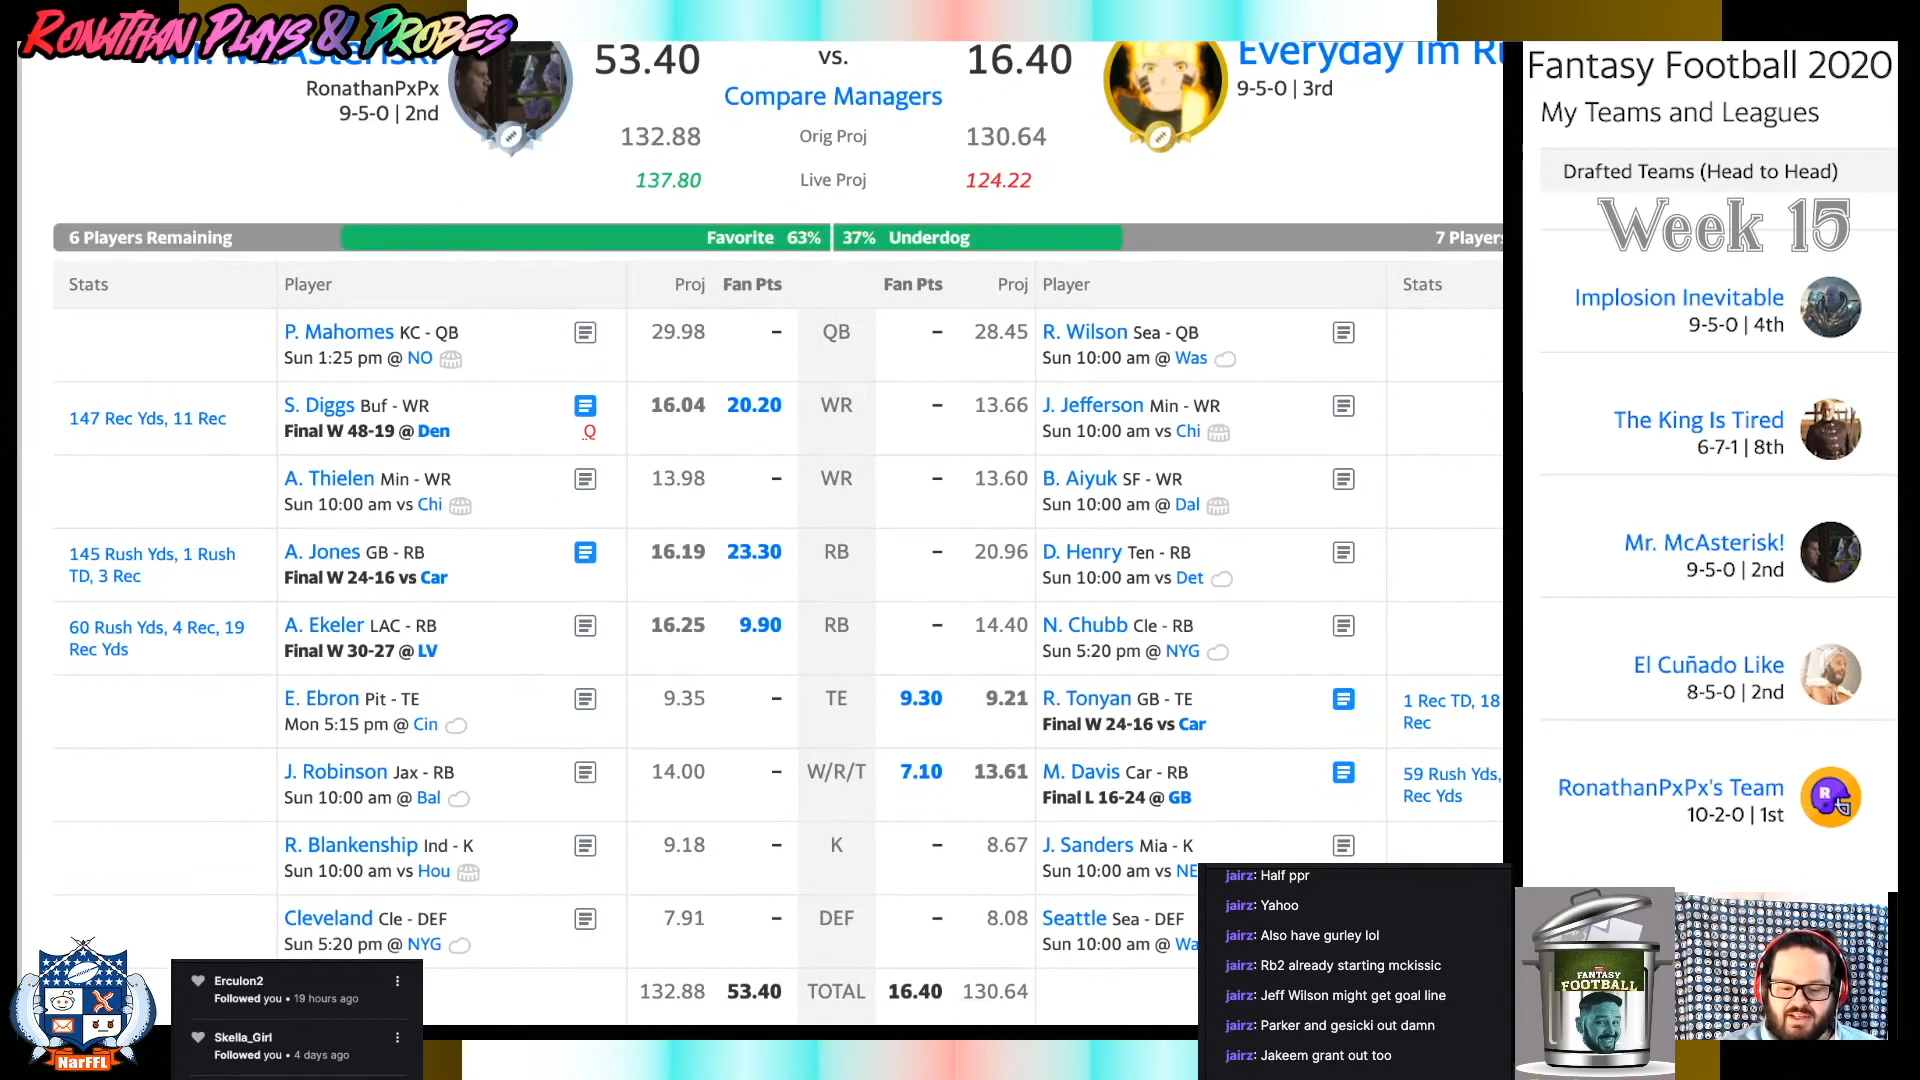 RONATHAN PLAYS & PROBES
Mr. McAsterisk!
RonathanPxPx
9-5-0 | 2nd
53.40
vs.
16.40
Compare Managers
132.88 Orig Proj 130.64
137.80 Live Proj 124.22
Everyday Im Ru
9-5-0 | 3rd
6 Players Remaining Favorite 63% 37% Underdog 7 Players
Stats Player Proj Fan Pts Fan Pts Proj Player Stats
P. Mahomes KC - QB 29.98 – QB – 28.45 R. Wilson Sea - QB
Sun 1:25 pm @ NO Sun 10:00 am @ Was
147 Rec Yds, 11 Rec S. Diggs Buf - WR 16.04 20.20 WR – 13.66 J. Jefferson Min - WR
Final W 48-19 @ Den Q Sun 10:00 am vs Chi
A. Thielen Min - WR 13.98 – WR – 13.60 B. Aiyuk SF - WR
Sun 10:00 am vs Chi Sun 10:00 am @ Dal
145 Rush Yds, 1 Rush
TD, 3 Rec
A. Jones GB - RB 16.19 23.30 RB – 20.96 D. Henry Ten - RB
Final W 24-16 vs Car Sun 10:00 am vs Det
60 Rush Yds, 4 Rec, 19
Rec Yds
A. Ekeler LAC - RB 16.25 9.90 RB – 14.40 N. Chubb Cle - RB
Final W 30-27 @ LV Sun 5:20 pm @ NYG
E. Ebron Pit - TE 9.35 – TE 9.30 9.21 R. Tonyan GB - TE
Mon 5:15 pm @ Cin Final W 24-16 vs Car
1 Rec TD, 18
Rec
J. Robinson Jax - RB 14.00 – W/R/T 7.10 13.61 M. Davis Car - RB
Sun 10:00 am @ Bal Final L 16-24 @ GB
59 Rush Yds,
Rec Yds
R. Blankenship Ind - K 9.18 – K – 8.67 J. Sanders Mia - K
Sun 10:00 am vs Hou Sun 10:00 am vs NE
Cleveland Cle - DEF 7.91 – DEF – 8.08 Seattle Sea - DEF
Sun 5:20 pm @ NYG Sun 10:00 am @ Wa
132.88 53.40 TOTAL 16.40 130.64
Fantasy Football 2020
My Teams and Leagues
Drafted Teams (Head to Head)
Week 15
Implosion Inevitable
9-5-0 | 4th
The King Is Tired
6-7-1 | 8th
Mr. McAsterisk!
9-5-0 | 2nd
El Cuñado Like
8-5-0 | 2nd
RonathanPxPx's Team
10-2-0 | 1st
R
jairz: Half ppr
jairz: Yahoo
jairz: Also have gurley lol
jairz: Rb2 already starting mckissic
jairz: Jeff Wilson might get goal line
jairz: Parker and gesicki out damn
jairz: Jakeem grant out too
FANTASY
FOOTBALL
NarFFL
Erculon2
Followed you • 19 hours ago
Skella_Girl
Followed you • 4 days ago